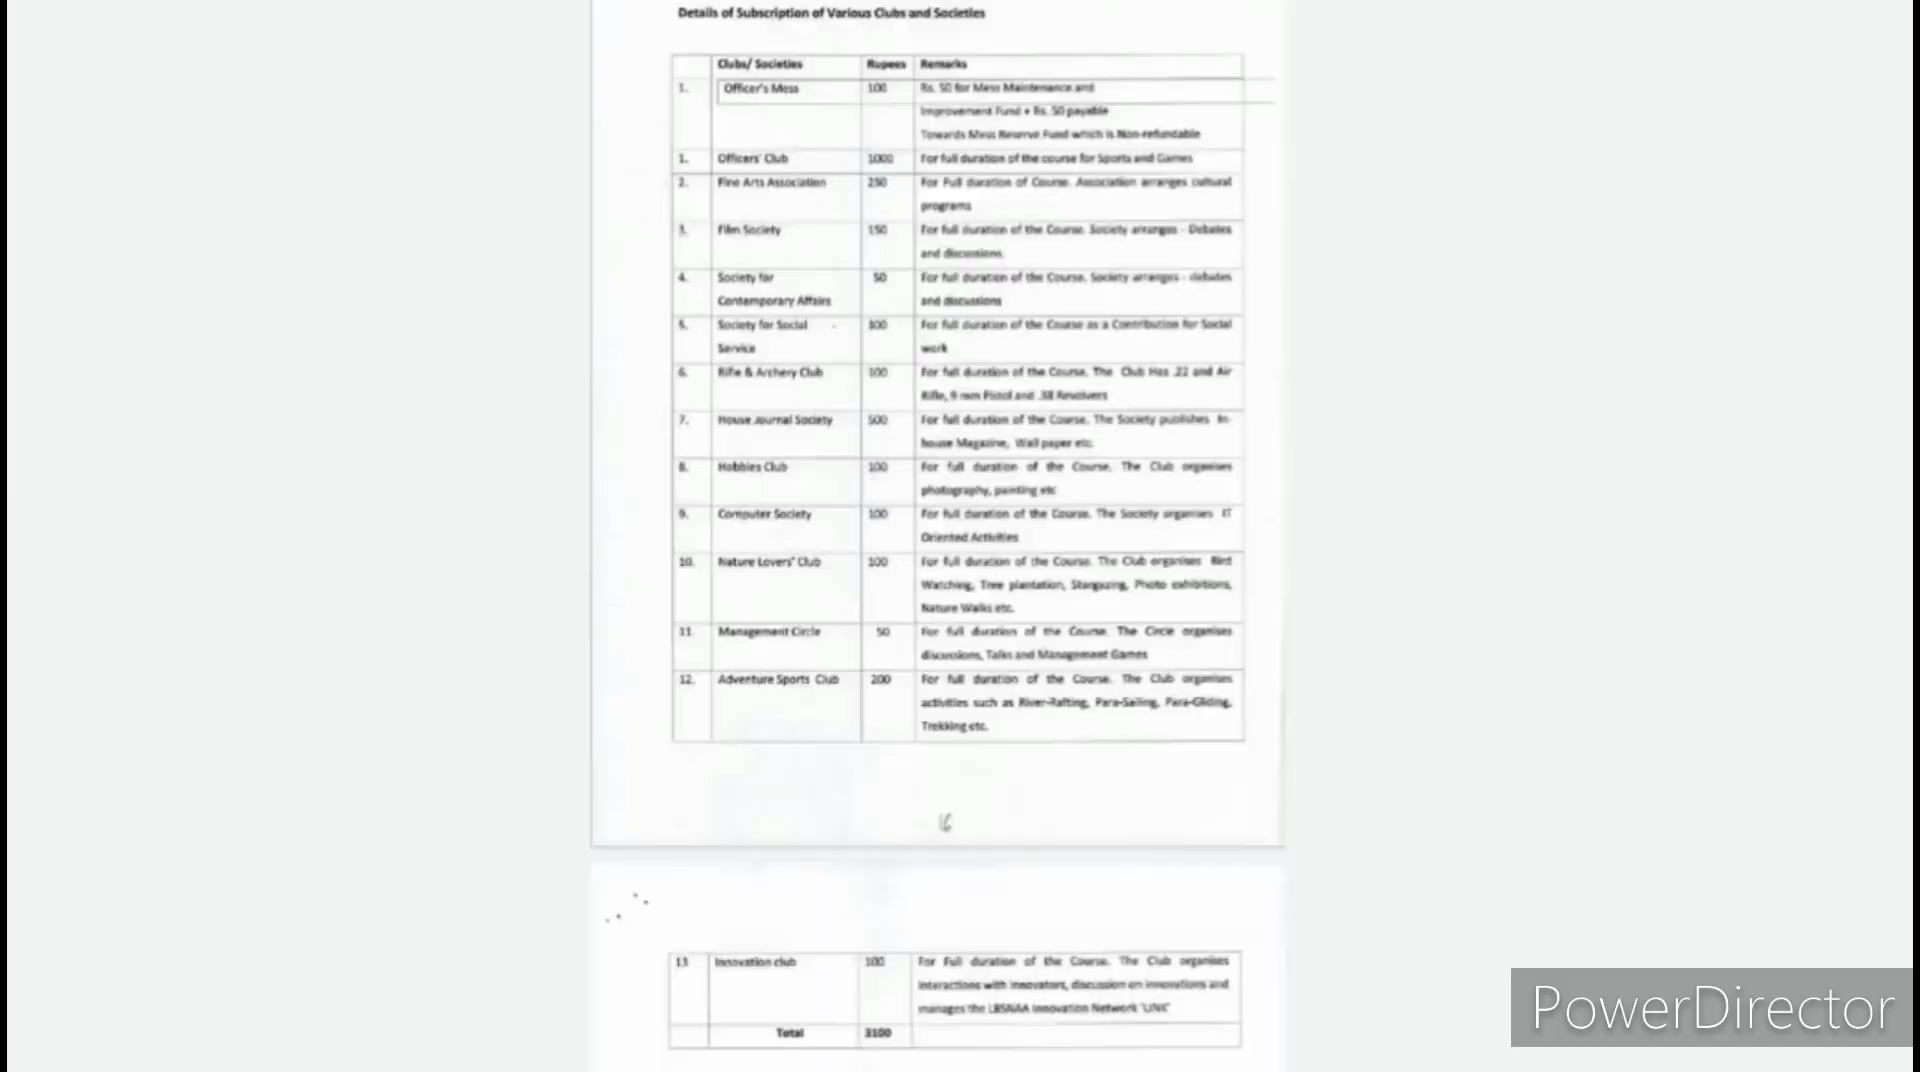 Details of Subscription of Various Clubs and Societies
Clubs/ Societies Rupees Remarks
1. Officer's Mess 100 Rs. 50 for Mess Maintenance and
Improvement Fund + Rs. 50 payable
Towards Mess Reserve Fund which is Non-refundable
1. Officers' Club 1000 For full duration of the course for Sports and Games
2. Fine Arts Association 250 For Full duration of Course. Association arranges cultural
programs
3. Film Society 150 For full duration of the Course. Society arranges - Debates
and discussions.
4. Society for 50 For full duration of the Course. Society arranges - debates
Contemporary Affairs and discussions
5. Society for Social 300 For full duration of the Course as a Contribution for Social
Service work
6. Rifle & Archery Club 100 For full duration of the Course. The Club Has .22 and Air
Rifle, 9 mm Pistol and .38 Revolvers
7. House Journal Society 500 For full duration of the Course. The Society publishes In-
house Magazine, Wall paper etc.
8. Hobbies Club 100 For full duration of the Course. The Club organises
photography, painting etc
9. Computer Society 100 For full duration of the Course. The Society organises IT
Oriented Activities
10. Nature Lovers' Club 100 For full duration of the Course. The Club organises Bird
Watching, Tree plantation, Stargazing, Photo exhibitions,
Nature Walks etc.
11. Management Circle 50 For full duration of the Course. The Circle organises
discussions, Talks and Management Games
12. Adventure Sports Club 200 For full duration of the Course. The Club organises
activities such as River-Rafting, Para-Sailing, Para-Gliding,
Trekking etc.
16
13 Innovation club 100 For Full duration of the Course. The Club organises
interactions with innovators, discussion on innovations and
manages the LBSNAA Innovation Network 'LINK'
Total 3100
PowerDirector